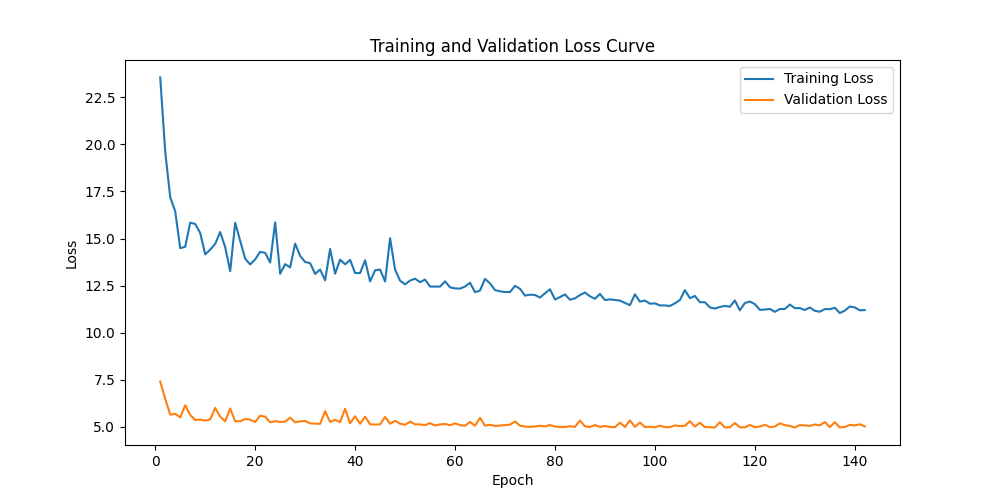 Training and Validation Loss Curve
Training Loss
Validation Loss
22.5
20.0
17.5
15.0
12.5
10.0
7.5
5.0
Loss
0 20 40 60 80 100 120 140
Epoch